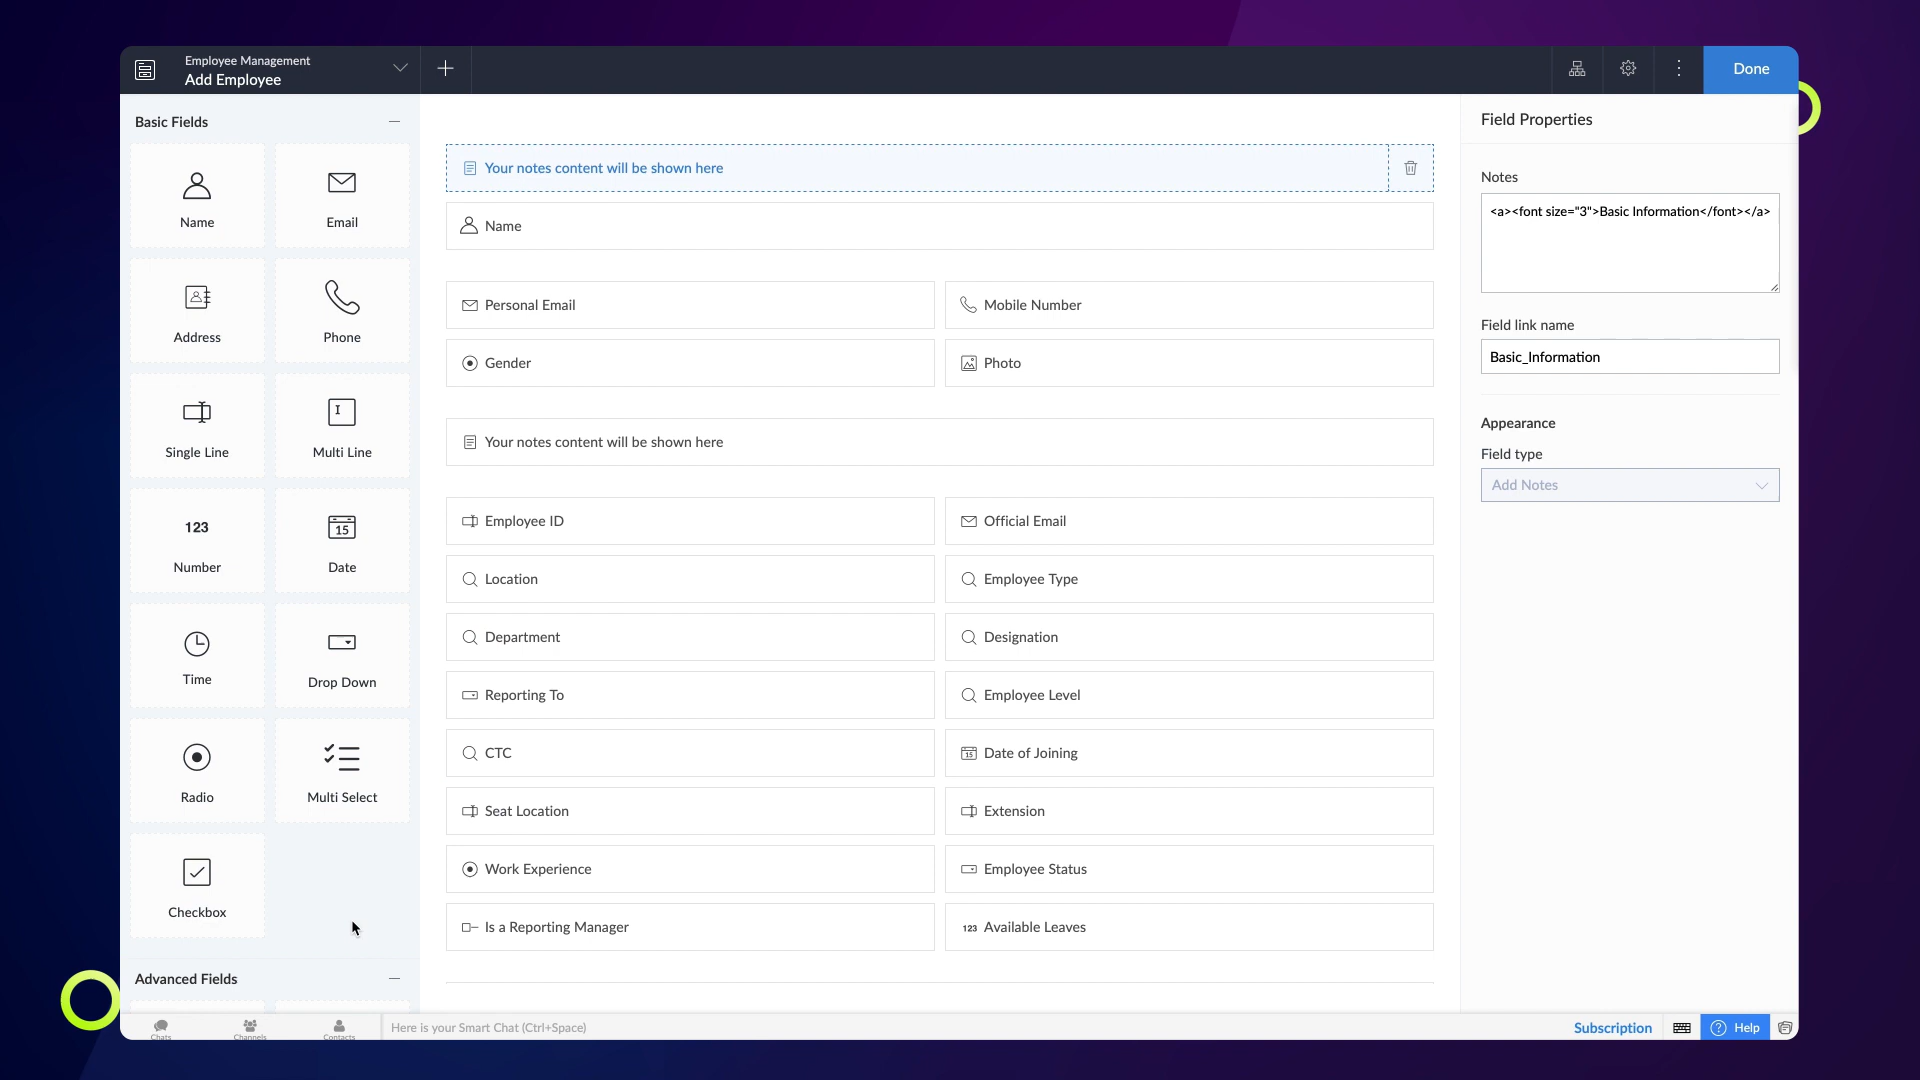 Employee Management
Add Employee
Done
Basic Fields
Name
Email
Address
Phone
Single Line
Multi Line
123
Number
15
Date
Time
Drop Down
Radio
Multi Select
Checkbox
Advanced Fields
Your notes content will be shown here
Name
Personal Email
Mobile Number
Gender
Photo
Your notes content will be shown here
Employee ID
Official Email
Location
Employee Type
Department
Designation
Reporting To
Employee Level
CTC
15
Date of Joining
Seat Location
Extension
Work Experience
Employee Status
Is a Reporting Manager
123
Available Leaves
Field Properties
Notes
<a><font size="3">Basic Information</font></a>
Field link name
Basic_Information
Appearance
Field type
Add Notes
Chats
Channels
Contacts
Here is your Smart Chat (Ctrl+Space)
Subscription
Help